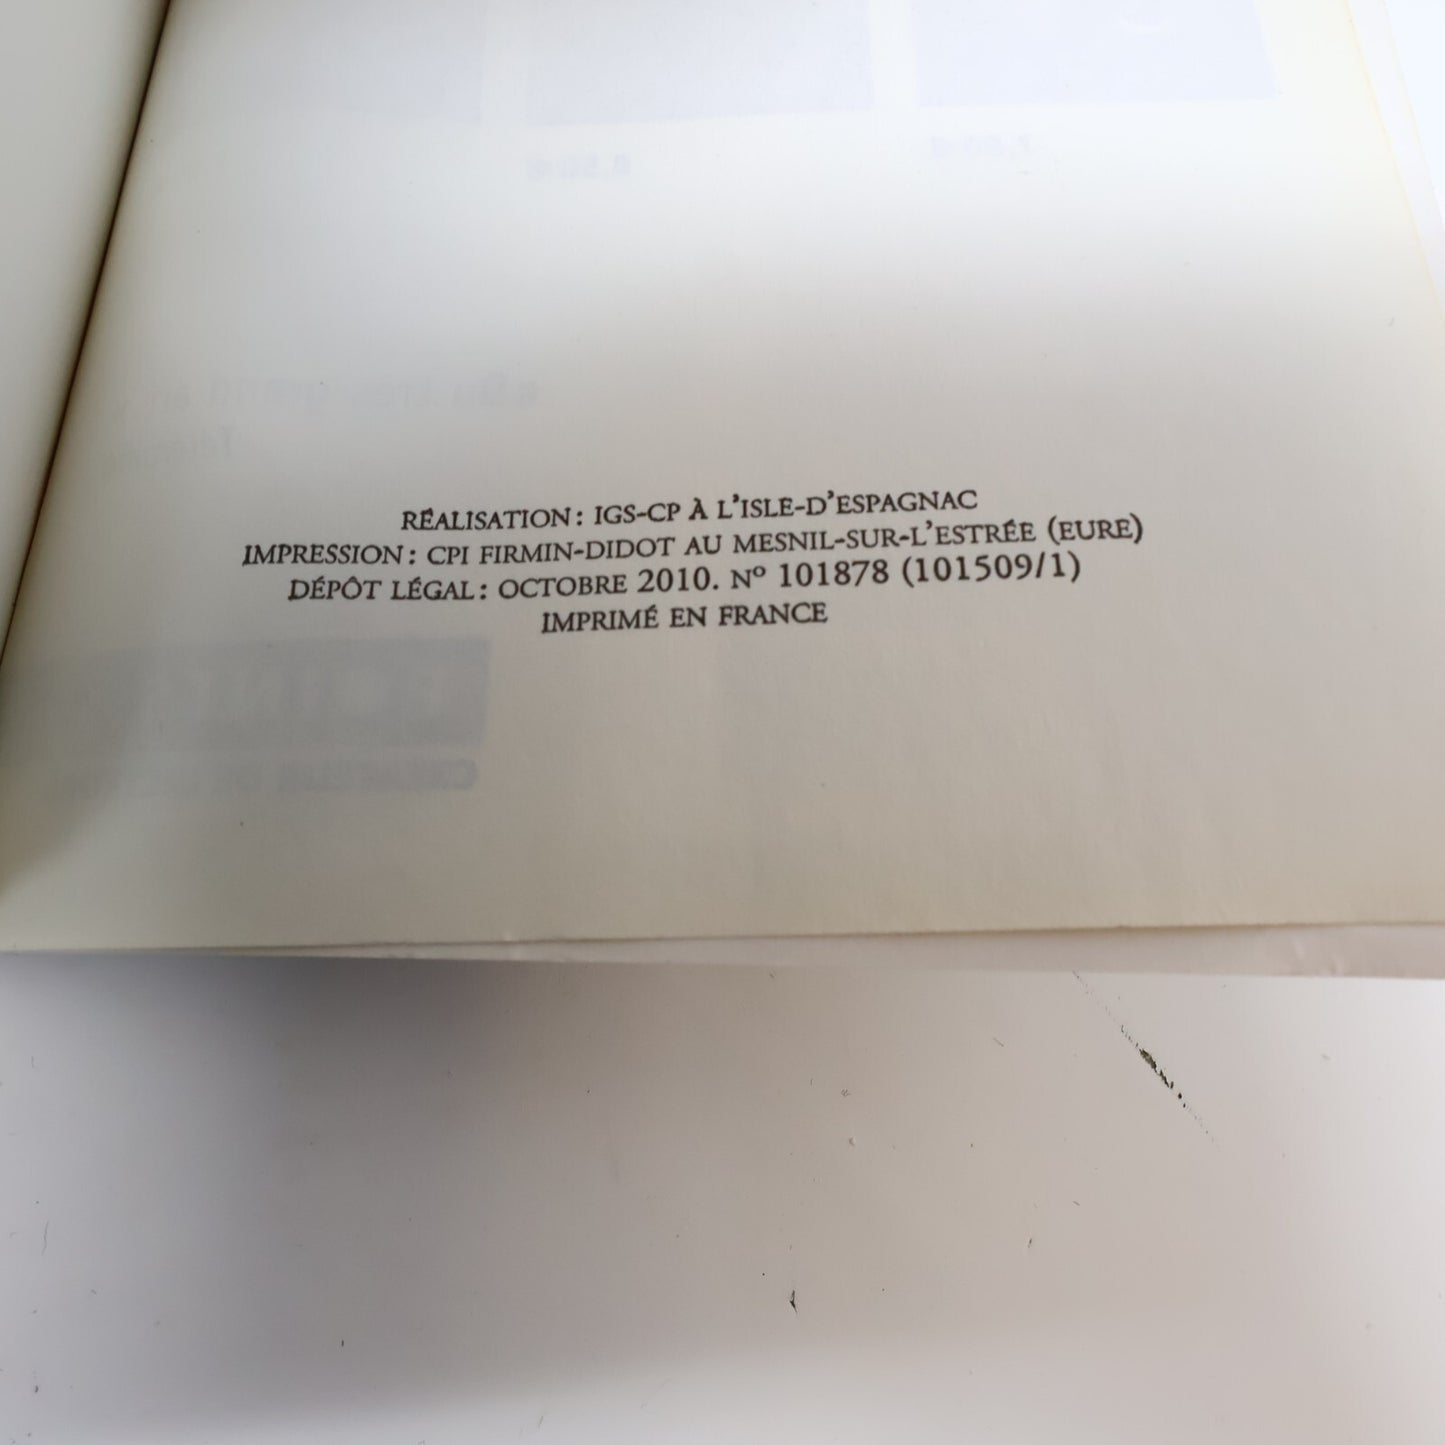 RÉALISATION : IGS-CP À L'ISLE-D'ESPAGNAC
IMPRESSION : CPI FIRMIN-DIDOT AU MESNIL-SUR-L'ESTRÉE (EURE)
DÉPÔT LÉGAL : OCTOBRE 2010. Nº 101878 (101509/1)
IMPRIMÉ EN FRANCE